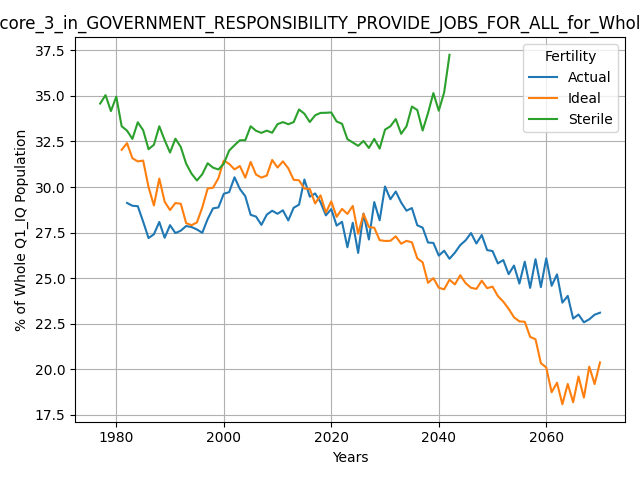 core_3_in_GOVERNMENT_RESPONSIBILITY_PROVIDE_JOBS_FOR_ALL_for_Whol
Fertility
Actual
Ideal
Sterile
% of Whole Q1_IQ Population
37.5
35.0
32.5
30.0
27.5
25.0
22.5
20.0
17.5
1980
2000
2020
2040
2060
Years